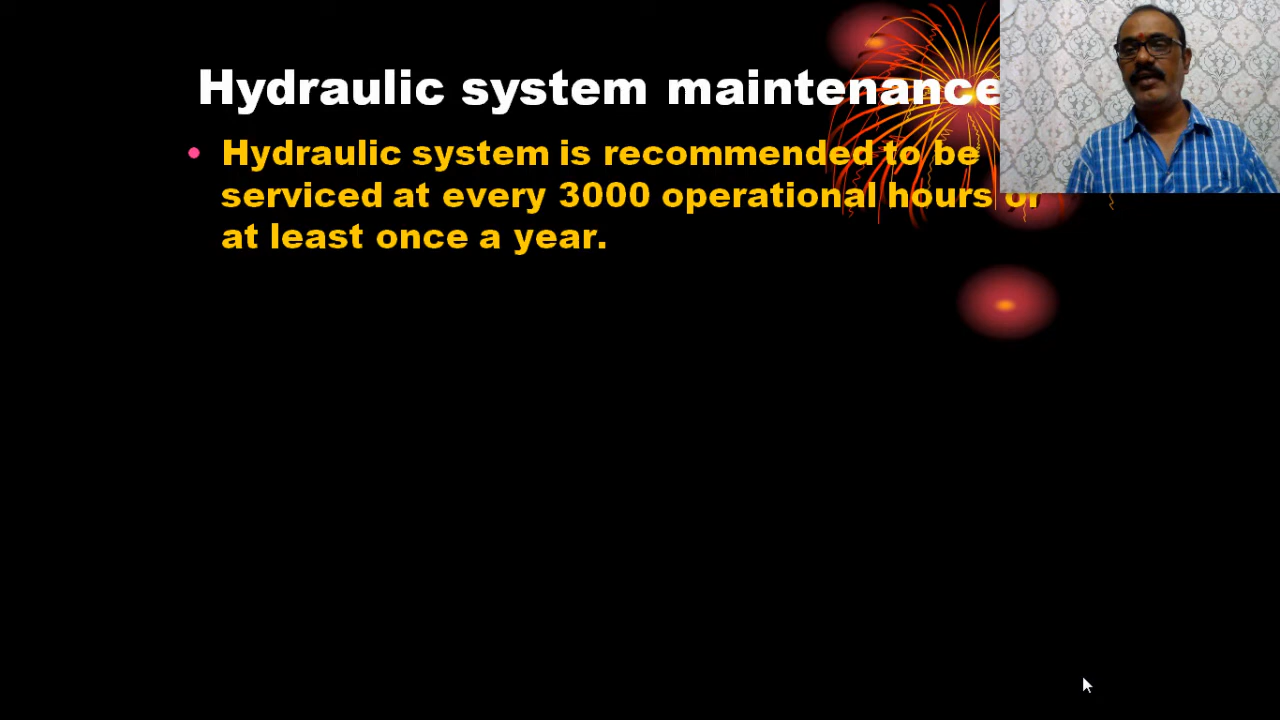 Hydraulic system maintenance
• Hydraulic system is recommended to be
serviced at every 3000 operational hours or
at least once a year.